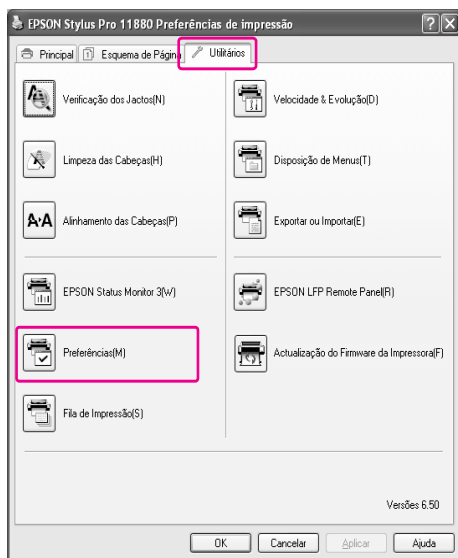 EPSON Stylus Pro 11880 Preferências de impressão
Principal
Esquema de Página
Utilitários
Verificação dos Jactos(N)
Velocidade & Evolução(D)
Limpeza das Cabeças(H)
Disposição de Menus(T)
Alinhamento das Cabeças(P)
Exportar ou Importar(E)
EPSON Status Monitor 3(W)
EPSON LFP Remote Panel(R)
Preferências(M)
Actualização do Firmware da Impressora(F)
Fila de Impressão(S)
Versões 6.50
OK
Cancelar
Aplicar
Ajuda